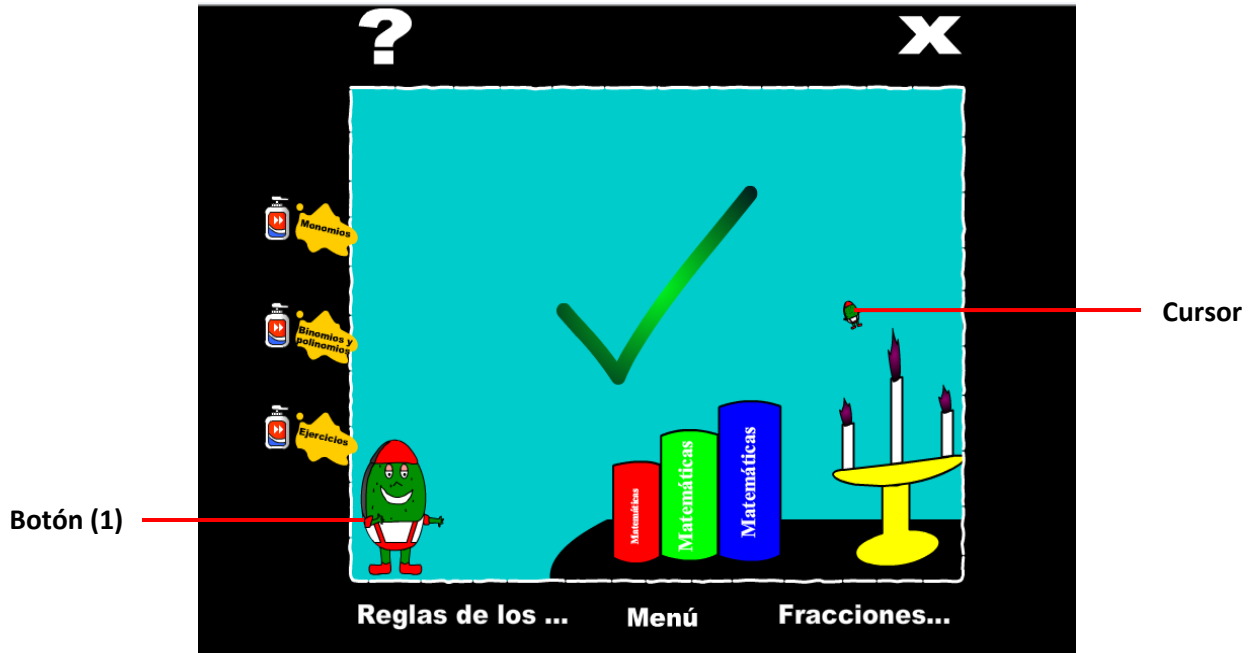 ?
X
Monomios
Binomios y
polinomios
Ejercicios
Cursor
Matemáticas
Matemáticas
Matemáticas
Botón (1)
Reglas de los ...
Menú
Fracciones...